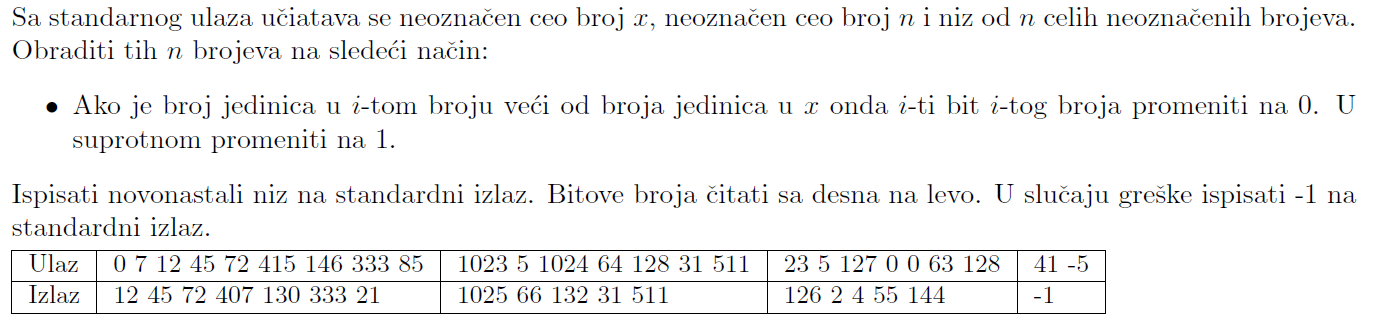 Sa standarnog ulaza učiatava se neoznačen ceo broj x, neoznačen ceo broj n i niz od n celih neoznačenih brojeva.
Obraditi tih n brojeva na sledeći način:
• Ako je broj jedinica u i-tom broju veći od broja jedinica u x onda i-ti bit i-tog broja promeniti na 0. U
suprotnom promeniti na 1.
Ispisati novonastali niz na standardni izlaz. Bitove broja čitati sa desna na levo. U slučaju greške ispisati -1 na
standardni izlaz.
Ulaz 0 7 12 45 72 415 146 333 85 1023 5 1024 64 128 31 511 23 5 127 0 0 63 128 41 -5
Izlaz 12 45 72 407 130 333 21 1025 66 132 31 511 126 2 4 55 144 -1